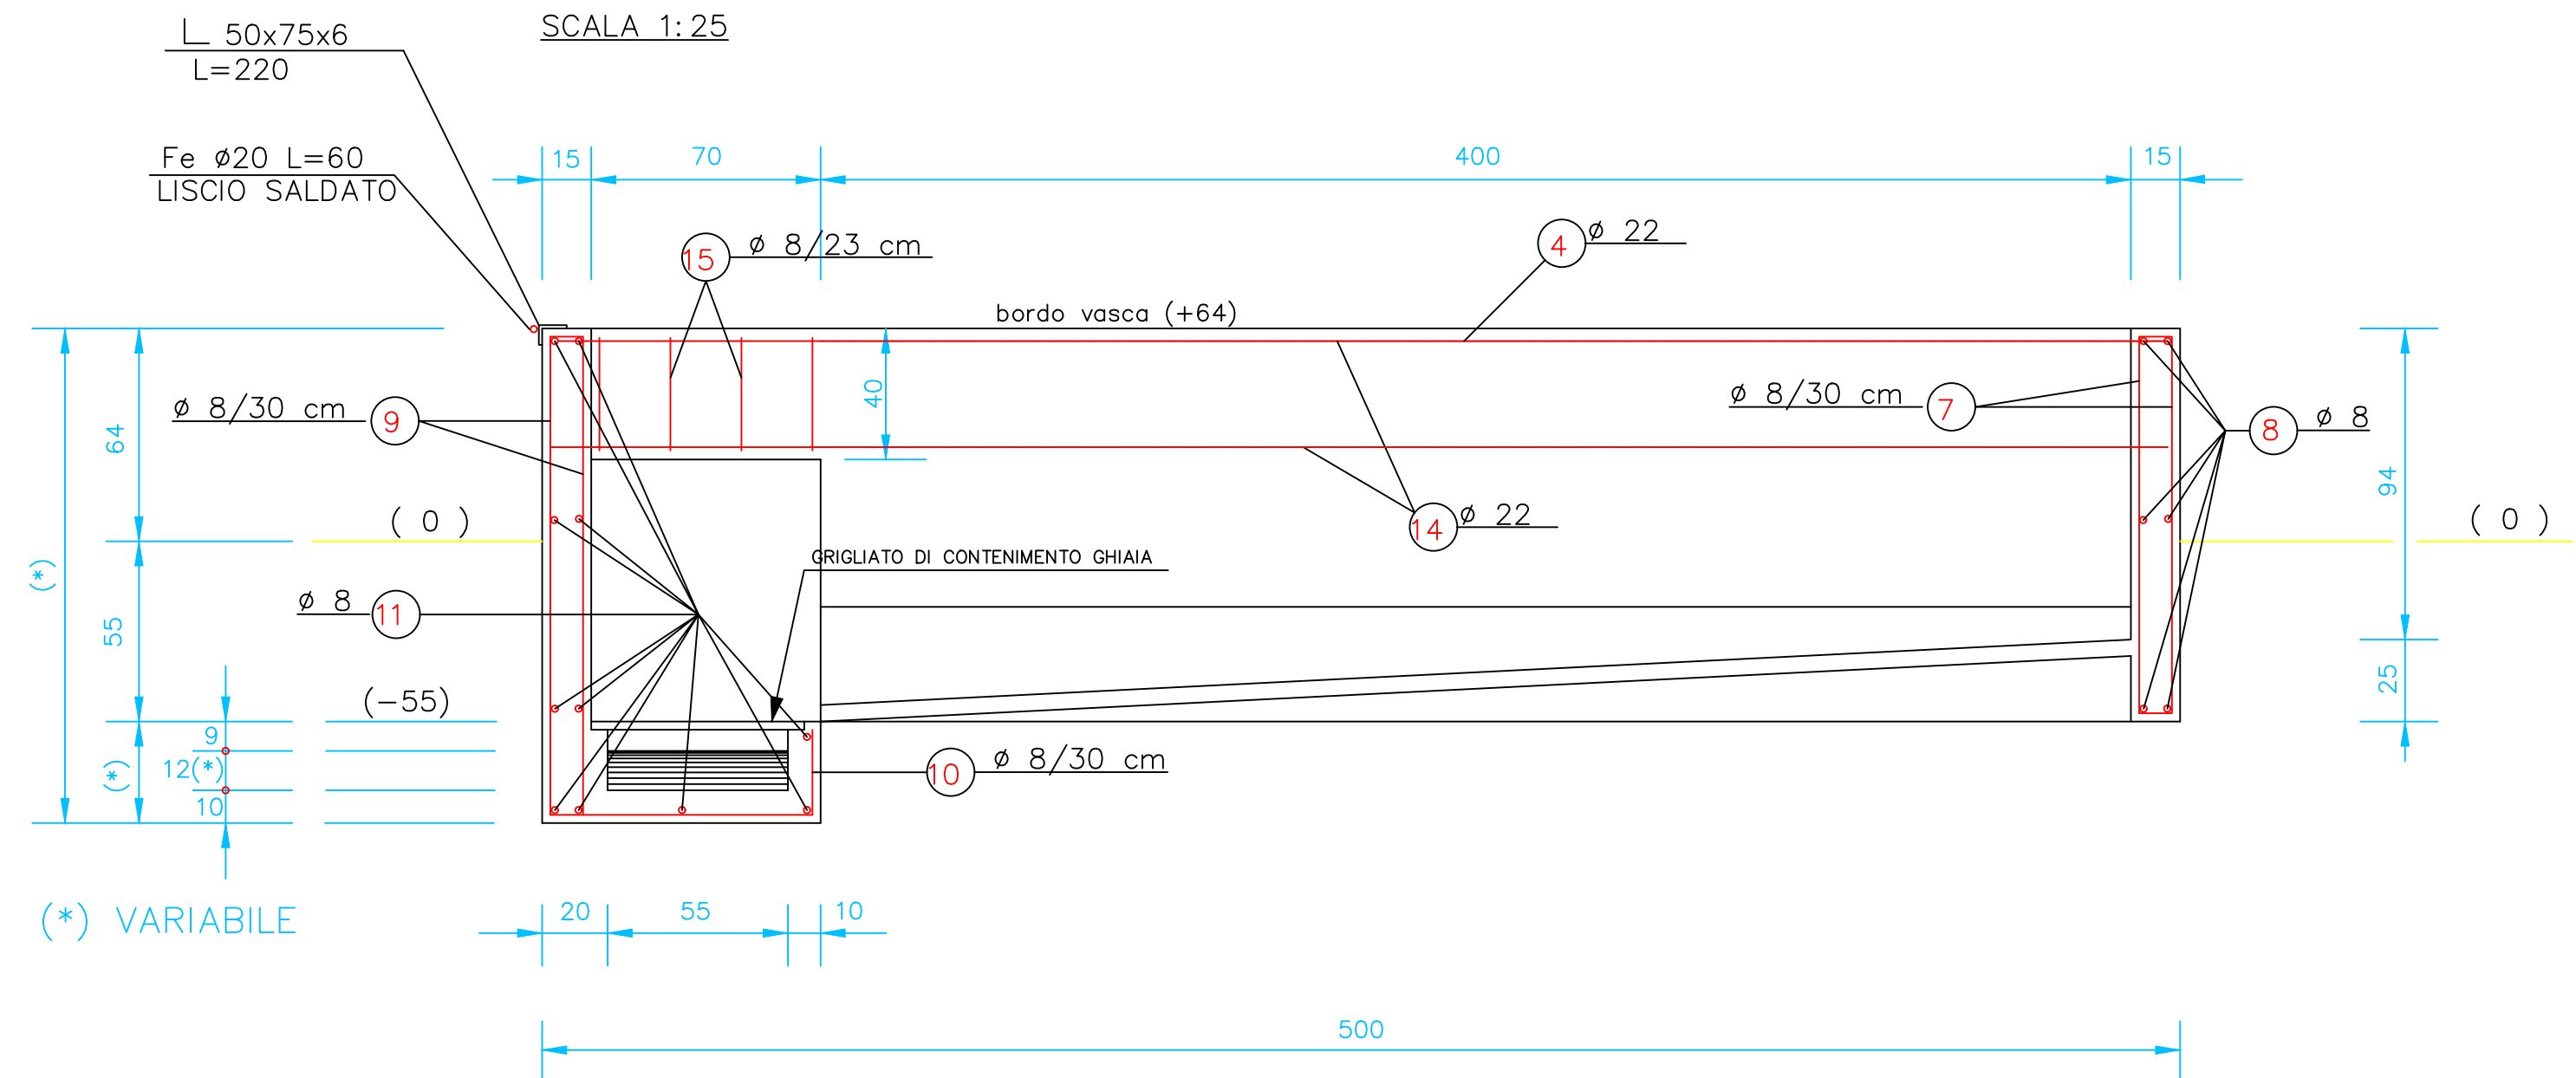 SCALA 1:25
L 50x75x6
L=220
Fe ø20 L=60
LISCIO SALDATO
15
70
400
15
15 ø 8/23 cm
4 ø 22
bordo vasca (+64)
40
ø 8/30 cm 9
ø 8/30 cm 7
8 ø 8
64
94
14 ø 22
( 0 )
( 0 )
(*)
GRIGLIATO DI CONTENIMENTO GHIAIA
ø 8 11
55
25
(-55)
9
12(*)
10
(*)
10 ø 8/30 cm
(*) VARIABILE
20
55
10
500